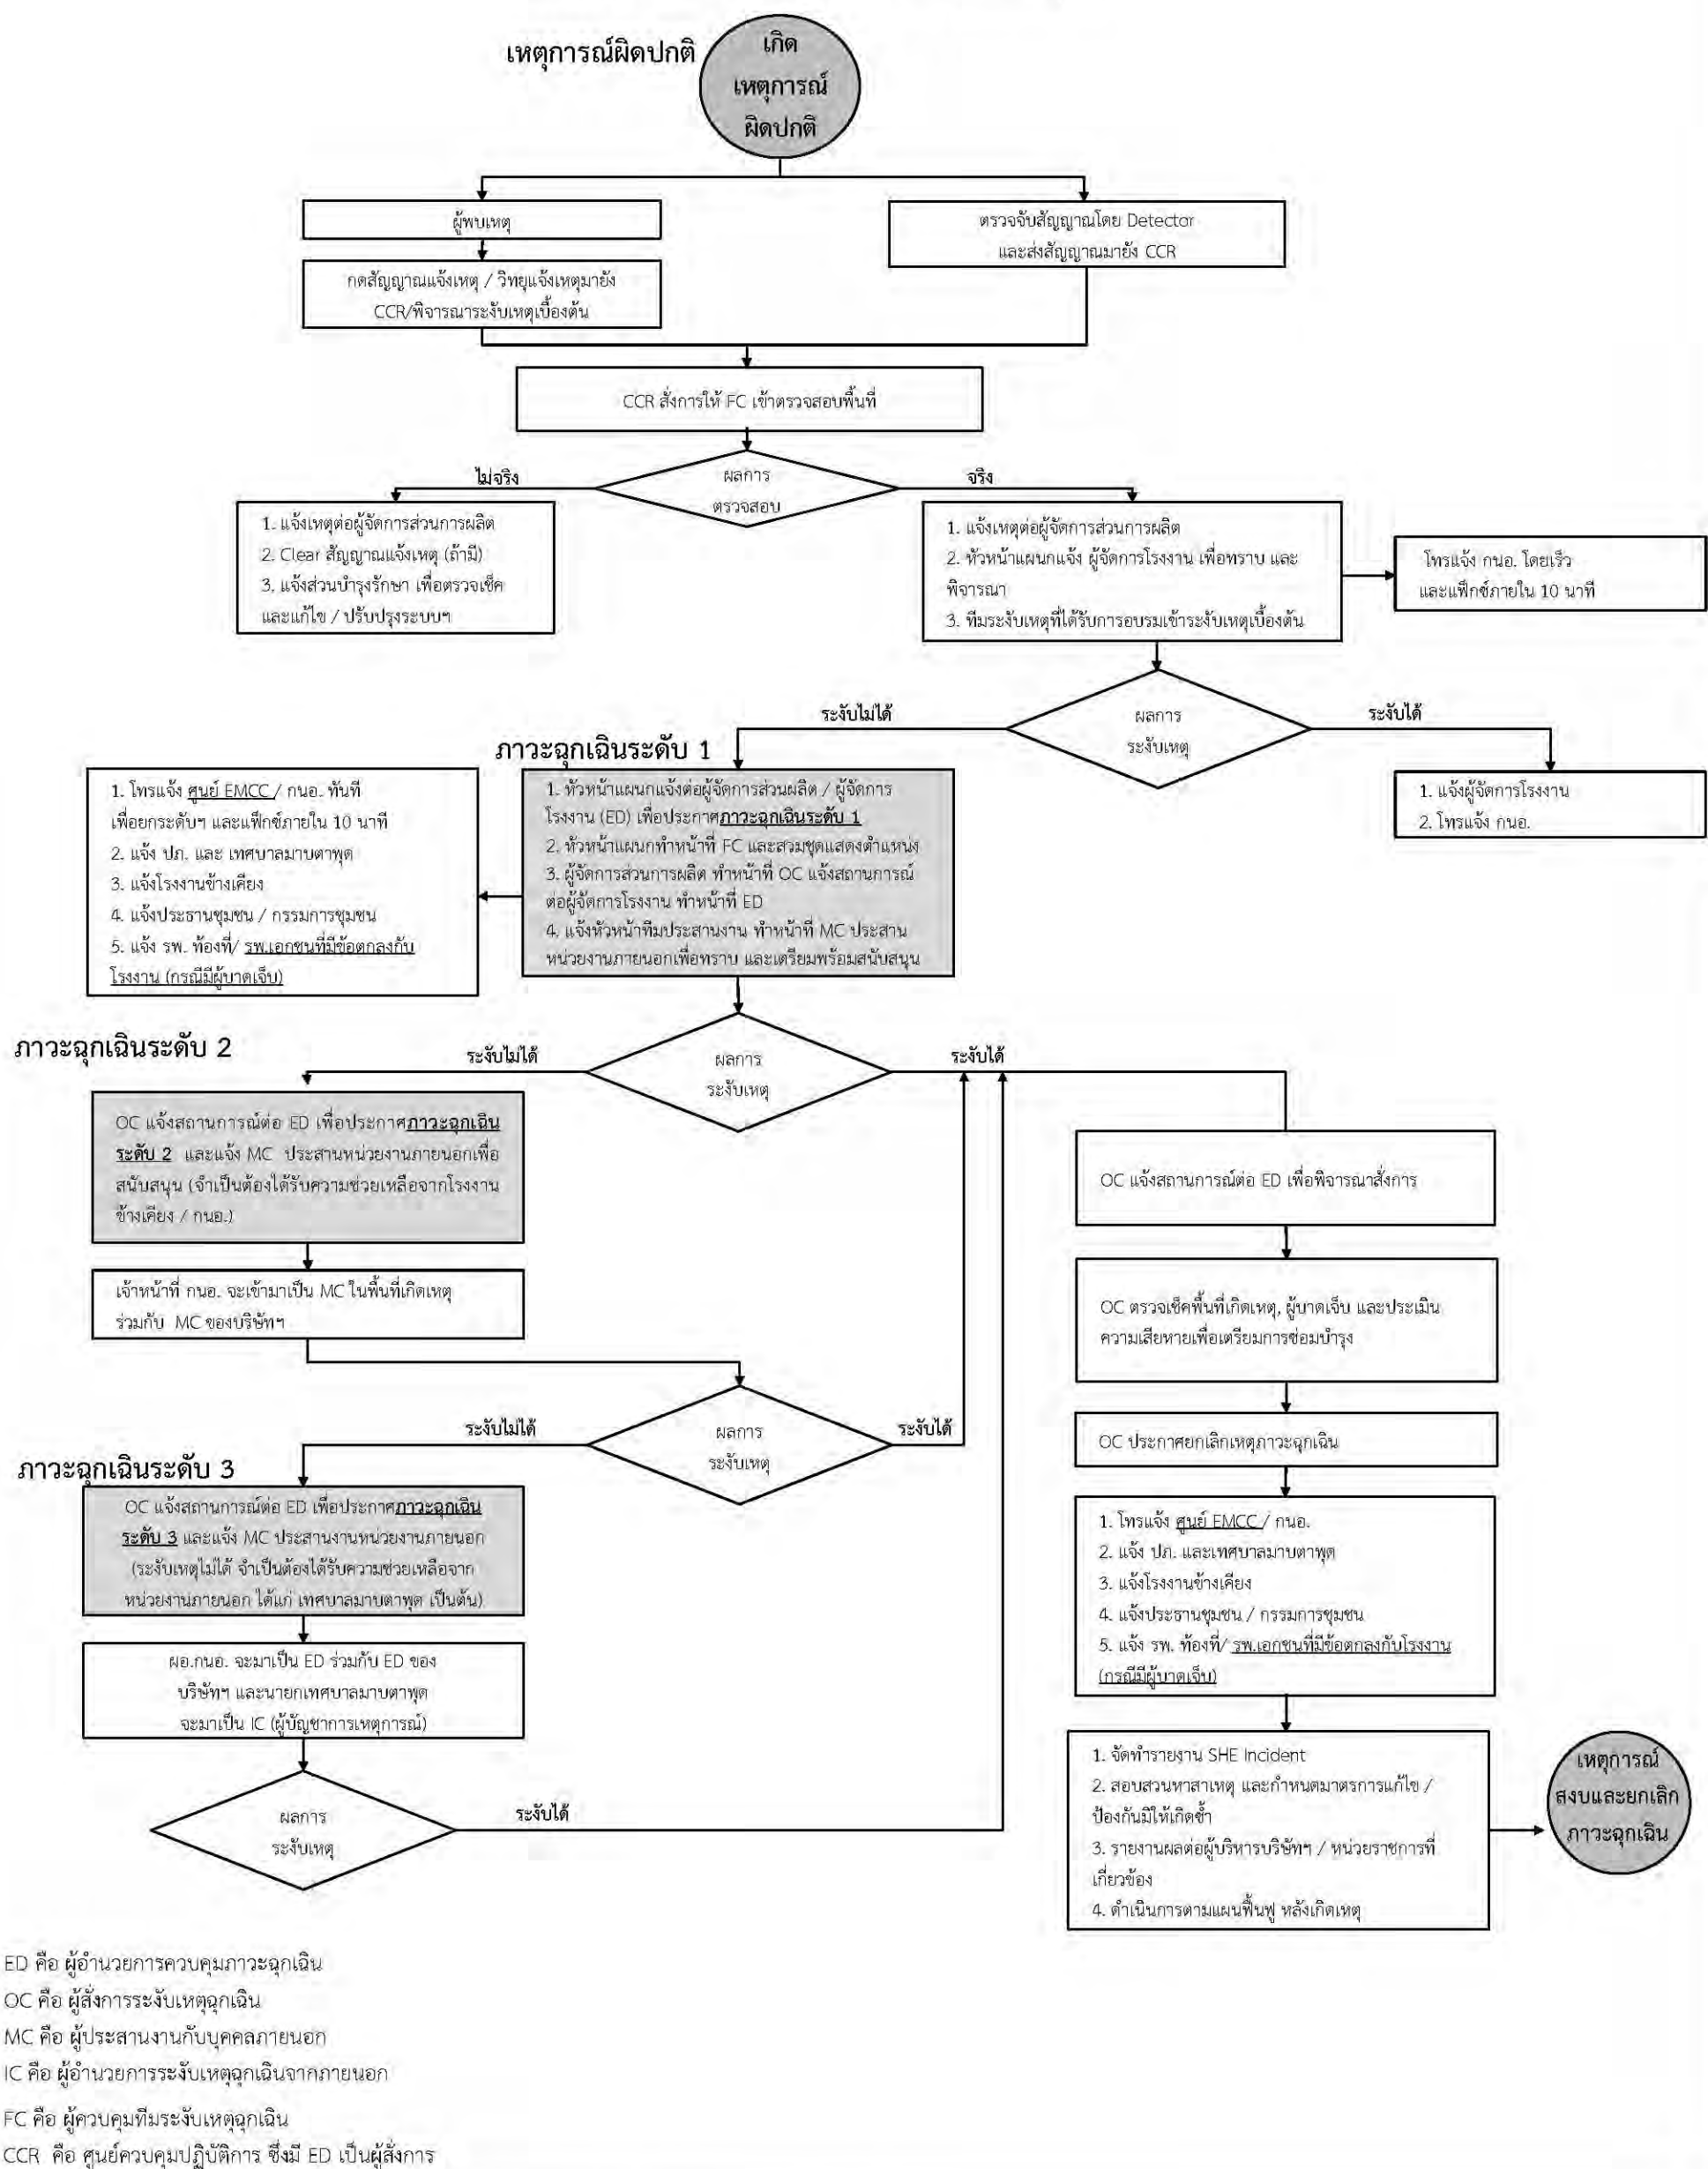 เหตุการณ์ผิดปกติ
เกิด
เหตุการณ์
ผิดปกติ
ผู้พบเหตุ
ตรวจจับสัญญาณโดย Detector
และส่งสัญญาณมายัง CCR
กดสัญญาณแจ้งเหตุ / วิทยุแจ้งเหตุมายัง
CCR/พิจารณาระงับเหตุเบื้องต้น
CCR สั่งการให้ FC เข้าตรวจสอบพื้นที่
ไม่จริง
ผลการ
ตรวจสอบ
จริง
1. แจ้งเหตุต่อผู้จัดการส่วนการผลิต
2. Clear สัญญาณแจ้งเหตุ (ถ้ามี)
3. แจ้งส่วนบำรุงรักษา เพื่อตรวจเช็ค
และแก้ไข / ปรับปรุงระบบฯ
1. แจ้งเหตุต่อผู้จัดการส่วนการผลิต
2. หัวหน้าแผนกแจ้ง ผู้จัดการโรงงาน เพื่อทราบ และ
พิจารณา
3. ทีมระงับเหตุที่ได้รับการอบรมเข้าระงับเหตุเบื้องต้น
โทรแจ้ง กนอ. โดยเร็ว
และแฟ็กซ์ภายใน 10 นาที
ระงับไม่ได้
ผลการ
ระงับเหตุ
ระงับได้
1. แจ้งผู้จัดการโรงงาน
2. โทรแจ้ง กนอ.
ภาวะฉุกเฉินระดับ 1
1. โทรแจ้ง ศูนย์ EMCC / กนอ. ทันที
เพื่อยกระดับฯ และแฟ็กซ์ภายใน 10 นาที
2. แจ้ง ปภ. และ เทศบาลมาบตาพุด
3. แจ้งโรงงานข้างเคียง
4. แจ้งประธานชุมชน / กรรมการชุมชน
5. แจ้ง รพ. ท้องที่/ รพ.เอกชนที่มีข้อตกลงกับ
โรงงาน (กรณีมีผู้บาดเจ็บ)
1. หัวหน้าแผนกแจ้งต่อผู้จัดการส่วนผลิต / ผู้จัดการ
โรงงาน (ED) เพื่อประกาศภาวะฉุกเฉินระดับ 1
2. หัวหน้าแผนกทำหน้าที่ FC และสวมชุดแสดงตำแหน่ง
3. ผู้จัดการส่วนการผลิต ทำหน้าที่ OC แจ้งสถานการณ์
ต่อผู้จัดการโรงงาน ทำหน้าที่ ED
4. แจ้งหัวหน้าทีมประสานงาน ทำหน้าที่ MC ประสาน
หน่วยงานภายนอกเพื่อทราบ และเตรียมพร้อมสนับสนุน
ภาวะฉุกเฉินระดับ 2
ระงับไม่ได้
ผลการ
ระงับเหตุ
ระงับได้
OC แจ้งสถานการณ์ต่อ ED เพื่อประกาศภาวะฉุกเฉิน
ระดับ 2 และแจ้ง MC ประสานหน่วยงานภายนอกเพื่อ
สนับสนุน (จำเป็นต้องได้รับความช่วยเหลือจากโรงงาน
ข้างเคียง / กนอ.)
OC แจ้งสถานการณ์ต่อ ED เพื่อพิจารณาสั่งการ
เจ้าหน้าที่ กนอ. จะเข้ามาเป็น MC ในพื้นที่เกิดเหตุ
ร่วมกับ MC ของบริษัทฯ
OC ตรวจเช็คพื้นที่เกิดเหตุ, ผู้บาดเจ็บ และประเมิน
ความเสียหายเพื่อเตรียมการซ่อมบำรุง
ระงับไม่ได้
ผลการ
ระงับเหตุ
ระงับได้
OC ประกาศยกเลิกเหตุภาวะฉุกเฉิน
ภาวะฉุกเฉินระดับ 3
OC แจ้งสถานการณ์ต่อ ED เพื่อประกาศภาวะฉุกเฉิน
ระดับ 3 และแจ้ง MC ประสานงานหน่วยงานภายนอก
(ระงับเหตุไม่ได้ จำเป็นต้องได้รับความช่วยเหลือจาก
หน่วยงานภายนอก ได้แก่ เทศบาลมาบตาพุด เป็นต้น)
1. โทรแจ้ง ศูนย์ EMCC / กนอ.
2. แจ้ง ปภ. และเทศบาลมาบตาพุด
3. แจ้งโรงงานข้างเคียง
4. แจ้งประธานชุมชน / กรรมการชุมชน
5. แจ้ง รพ. ท้องที่/ รพ.เอกชนที่มีข้อตกลงกับโรงงาน
(กรณีมีผู้บาดเจ็บ)
ผอ.กนอ. จะมาเป็น ED ร่วมกับ ED ของ
บริษัทฯ และนายกเทศบาลมาบตาพุด
จะมาเป็น IC (ผู้บัญชาการเหตุการณ์)
ผลการ
ระงับเหตุ
ระงับได้
1. จัดทำรายงาน SHE Incident
2. สอบสวนหาสาเหตุ และกำหนดมาตรการแก้ไข /
ป้องกันมิให้เกิดซ้ำ
3. รายงานผลต่อผู้บริหารบริษัทฯ / หน่วยราชการที่
เกี่ยวข้อง
4. ดำเนินการตามแผนฟื้นฟู หลังเกิดเหตุ
เหตุการณ์
สงบและยกเลิก
ภาวะฉุกเฉิน
ED คือ ผู้อำนวยการควบคุมภาวะฉุกเฉิน
OC คือ ผู้สั่งการระงับเหตุฉุกเฉิน
MC คือ ผู้ประสานงานกับบุคคลภายนอก
IC คือ ผู้อำนวยการระงับเหตุฉุกเฉินจากภายนอก
FC คือ ผู้ควบคุมทีมระงับเหตุฉุกเฉิน
CCR คือ ศูนย์ควบคุมปฏิบัติการ ซึ่งมี ED เป็นผู้สั่งการ